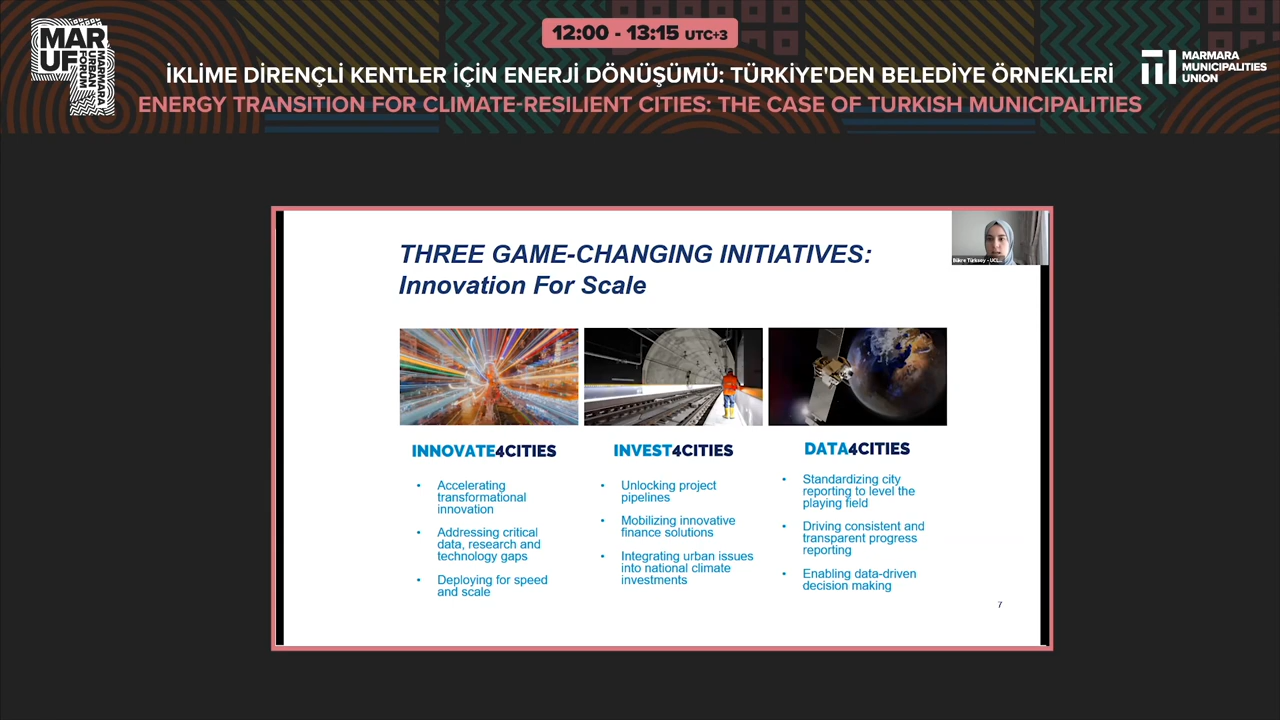 MAR
UF
MARMARA
URBAN
FORUM
12:00 - 13:15 UTC+3
İKLİME DİRENÇLİ KENTLER İÇİN ENERJİ DÖNÜŞÜMÜ: TÜRKİYE'DEN BELEDİYE ÖRNEKLERİ
ENERGY TRANSITION FOR CLIMATE-RESILIENT CITIES: THE CASE OF TURKISH MUNICIPALITIES
MARMARA
MUNICIPALITIES
UNION
THREE GAME-CHANGING INITIATIVES:
Innovation For Scale
Bükre Türksoy - UCL...
INNOVATE4CITIES
• Accelerating
transformational
innovation
• Addressing critical
data, research and
technology gaps
• Deploying for speed
and scale
INVEST4CITIES
• Unlocking project
pipelines
• Mobilizing innovative
finance solutions
• Integrating urban issues
into national climate
investments
DATA4CITIES
• Standardizing city
reporting to level the
playing field
• Driving consistent and
transparent progress
reporting
• Enabling data-driven
decision making
7